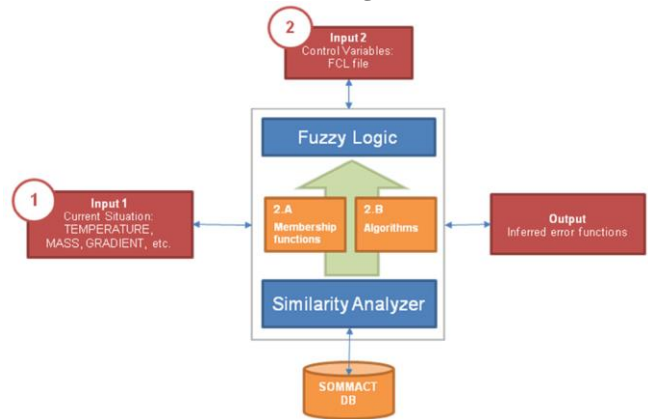 2
Input 2
Control Variables:
FCL file
Fuzzy Logic
1
Input 1
Current Situation:
TEMPERATURE,
MASS, GRADIENT, etc.
2.A
Membership
functions
2.B
Algorithms
Output
Inferred error functions
Similarity Analyzer
SOMMACT
DB